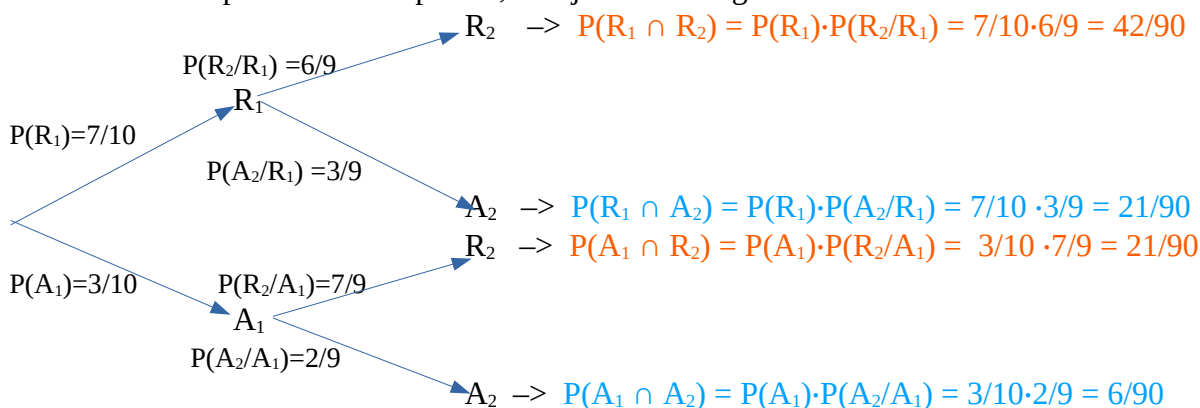 R₂ –> P(R₁ ∩ R₂) = P(R₁)·P(R₂/R₁) = 7/10·6/9 = 42/90
P(R₂/R₁) =6/9
R₁
P(R₁)=7/10
P(A₂/R₁) =3/9
A₂ –> P(R₁ ∩ A₂) = P(R₁)·P(A₂/R₁) = 7/10 ·3/9 = 21/90
R₂ –> P(A₁ ∩ R₂) = P(A₁)·P(R₂/A₁) = 3/10 ·7/9 = 21/90
P(A₁)=3/10
P(R₂/A₁)=7/9
A₁
P(A₂/A₁)=2/9
A₂ –> P(A₁ ∩ A₂) = P(A₁)·P(A₂/A₁) = 3/10·2/9 = 6/90